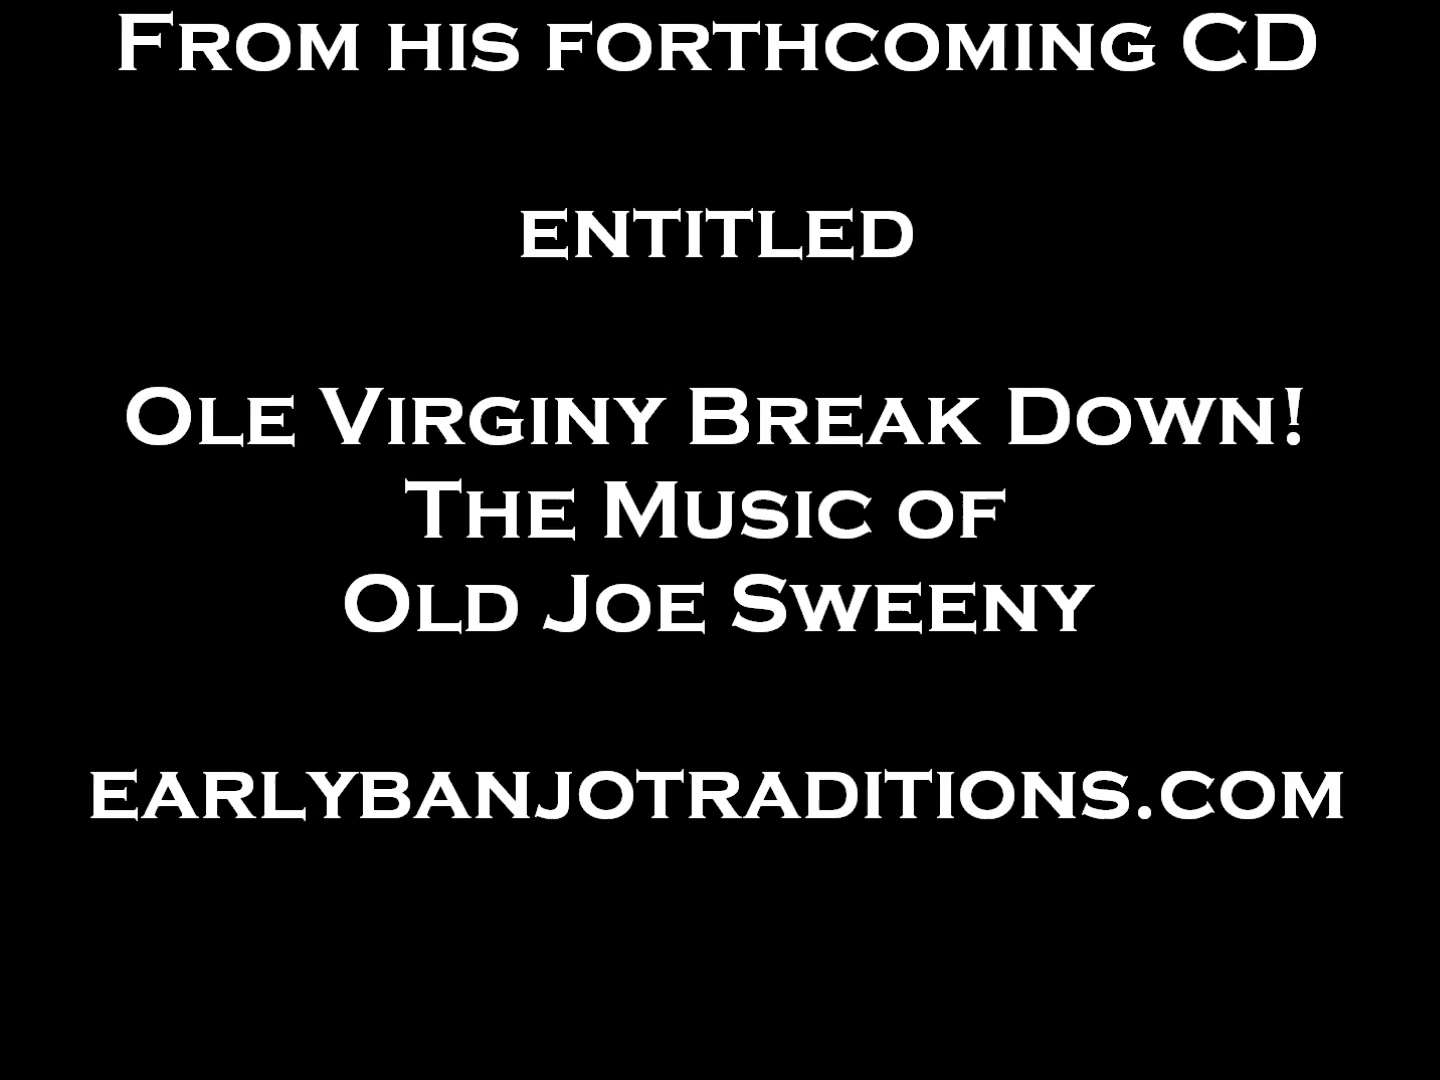 From his forthcoming CD
entitled
Ole Virginy Break Down!
The Music of
Old Joe Sweeny
earlybanjotraditions.com